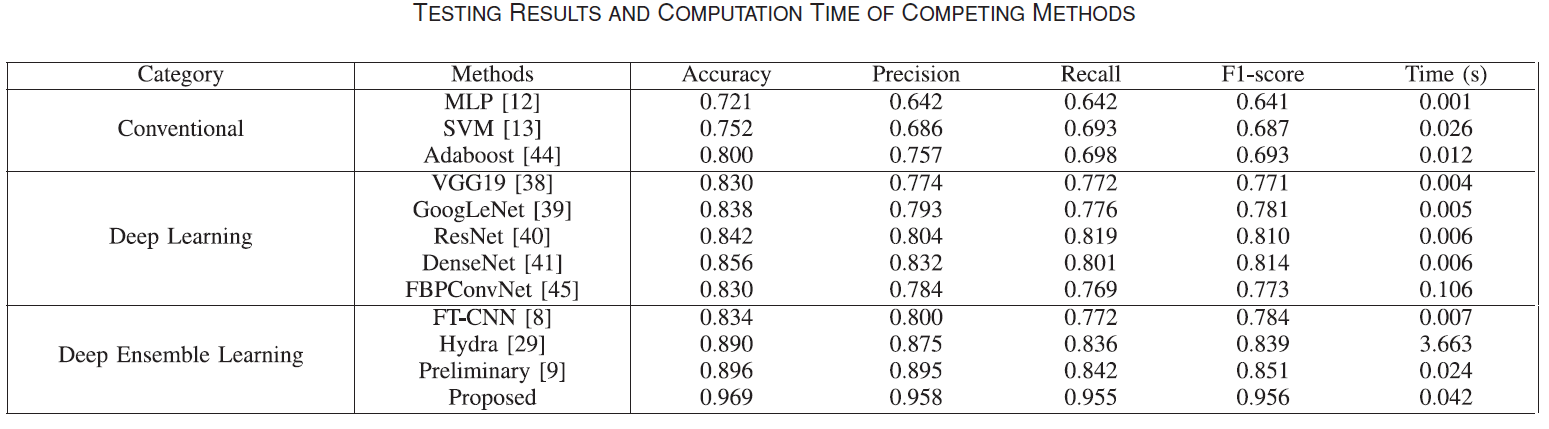 TESTING RESULTS AND COMPUTATION TIME OF COMPETING METHODS
Category Methods Accuracy Precision Recall F1-score Time (s)
Conventional
MLP [12] 0.721 0.642 0.642 0.641 0.001
SVM [13] 0.752 0.686 0.693 0.687 0.026
Adaboost [44] 0.800 0.757 0.698 0.693 0.012
Deep Learning
VGG19 [38] 0.830 0.774 0.772 0.771 0.004
GoogLeNet [39] 0.838 0.793 0.776 0.781 0.005
ResNet [40] 0.842 0.804 0.819 0.810 0.006
DenseNet [41] 0.856 0.832 0.801 0.814 0.006
FBPConvNet [45] 0.830 0.784 0.769 0.773 0.106
Deep Ensemble Learning
FT-CNN [8] 0.834 0.800 0.772 0.784 0.007
Hydra [29] 0.890 0.875 0.836 0.839 3.663
Preliminary [9] 0.896 0.895 0.842 0.851 0.024
Proposed 0.969 0.958 0.955 0.956 0.042